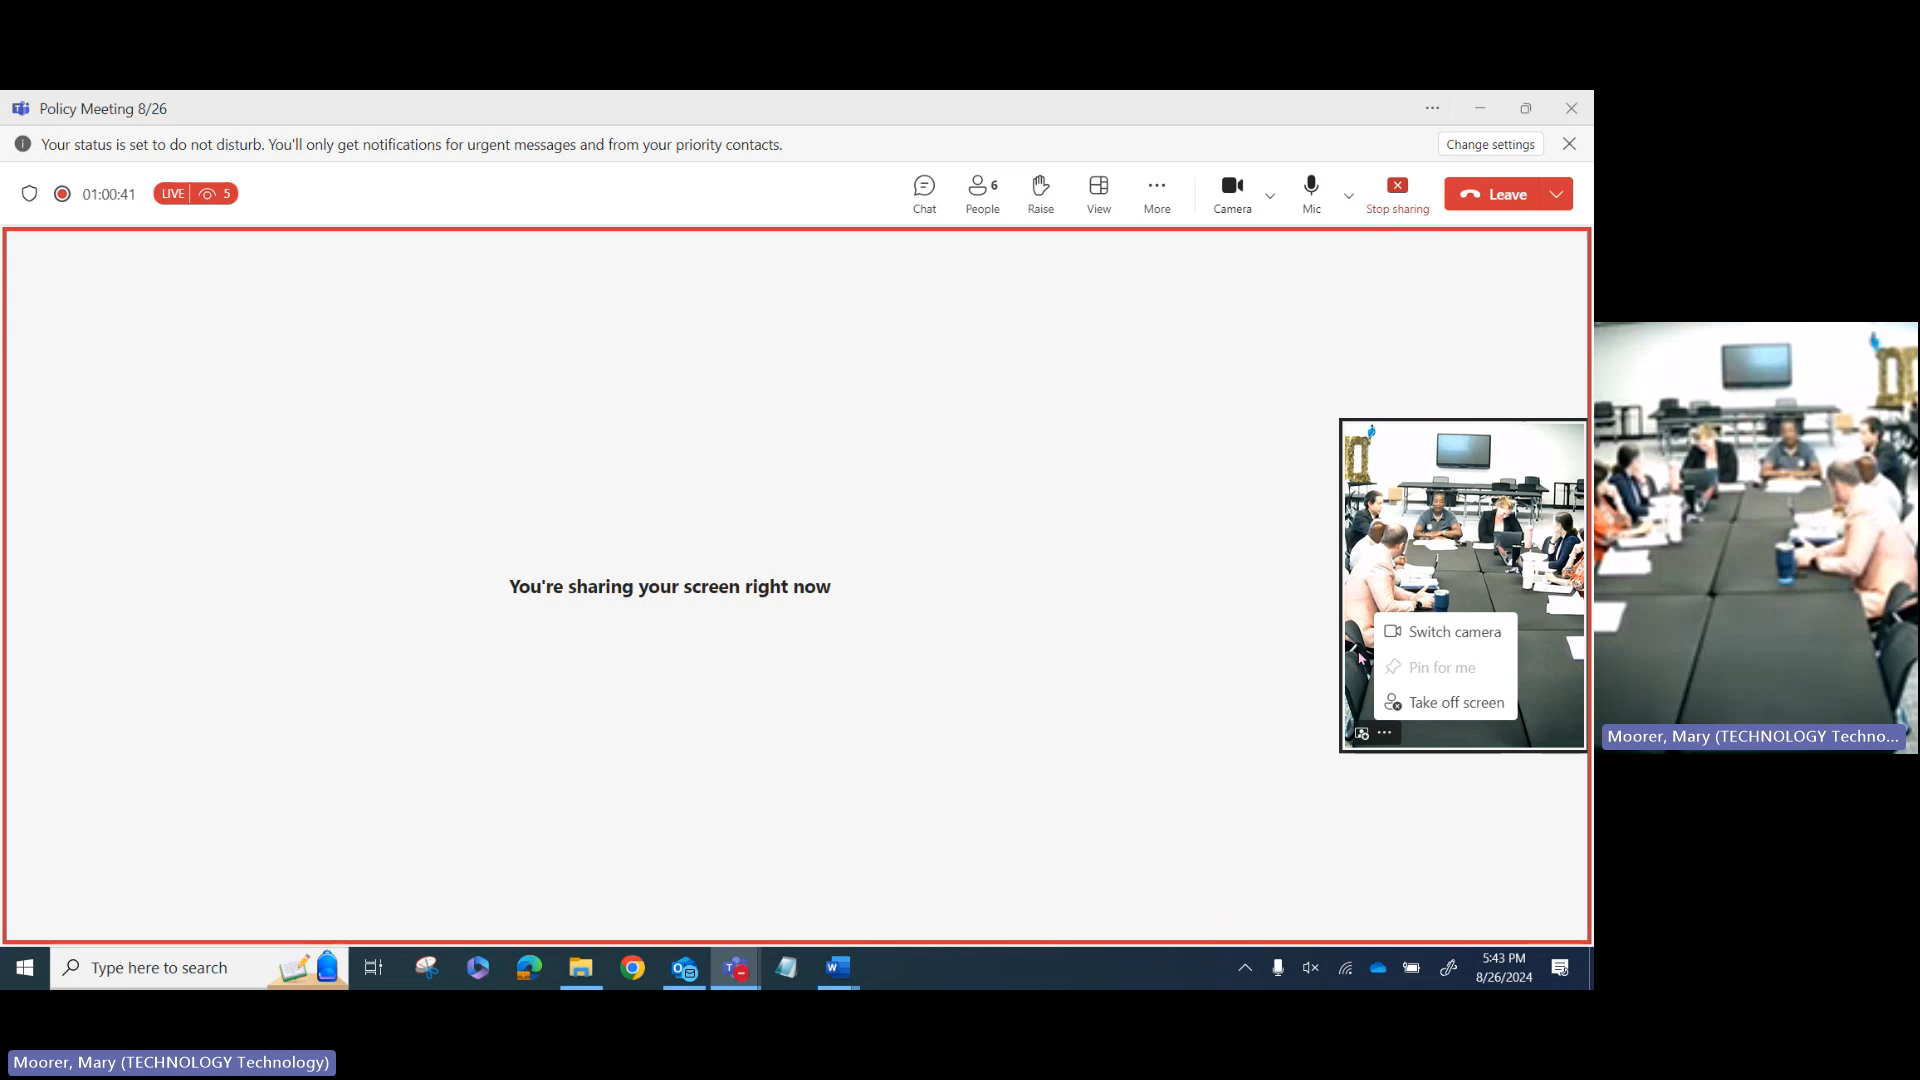 Policy Meeting 8/26
Your status is set to do not disturb. You'll only get notifications for urgent messages and from your priority contacts.
Change settings
01:00:41
LIVE 5
Chat
6
People
Raise
View
More
Camera
Mic
Stop sharing
Leave
You're sharing your screen right now
Switch camera
Pin for me
Take off screen
Moorer, Mary (TECHNOLOGY Techno...
Type here to search
5:43 PM
8/26/2024
Moorer, Mary (TECHNOLOGY Technology)